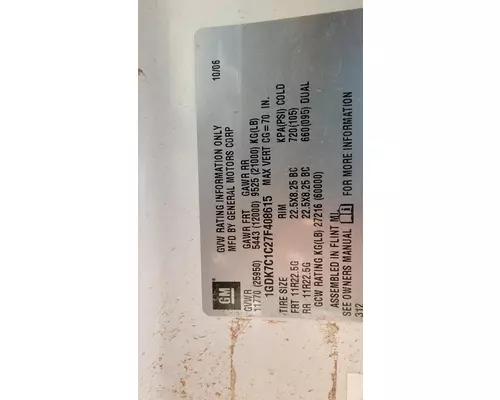 GM
GVW RATING INFORMATION ONLY 10/06
MFD BY GENERAL MOTORS CORP
GVWR GAWR FRT GAWR RR
11770 (25950) 5443 (12000) 9525 (21000) KG(LB)
1GDK7C1C27F408615 MAX VERT CG=70 IN.
TIRE SIZE RIM KPA(PSI) COLD
FRT 11R22.5G 22.5X8.25 BC 720(105)
RR 11R22.5G 22.5X8.25 BC 660(095) DUAL
GCW RATING KG(LB) 27216 (60000)
ASSEMBLED IN FLINT MI
SEE OWNERS MANUAL FOR MORE INFORMATION
312